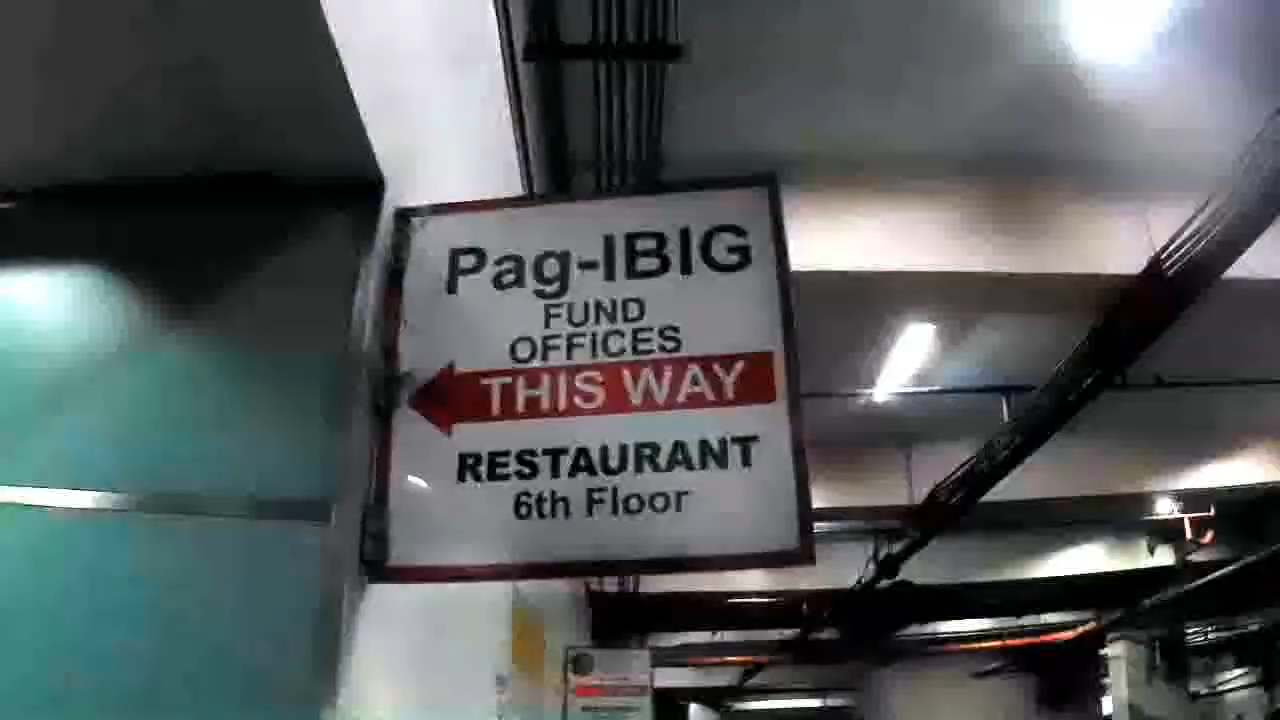 Pag-IBIG
FUND
OFFICES
THIS WAY
RESTAURANT
6th Floor